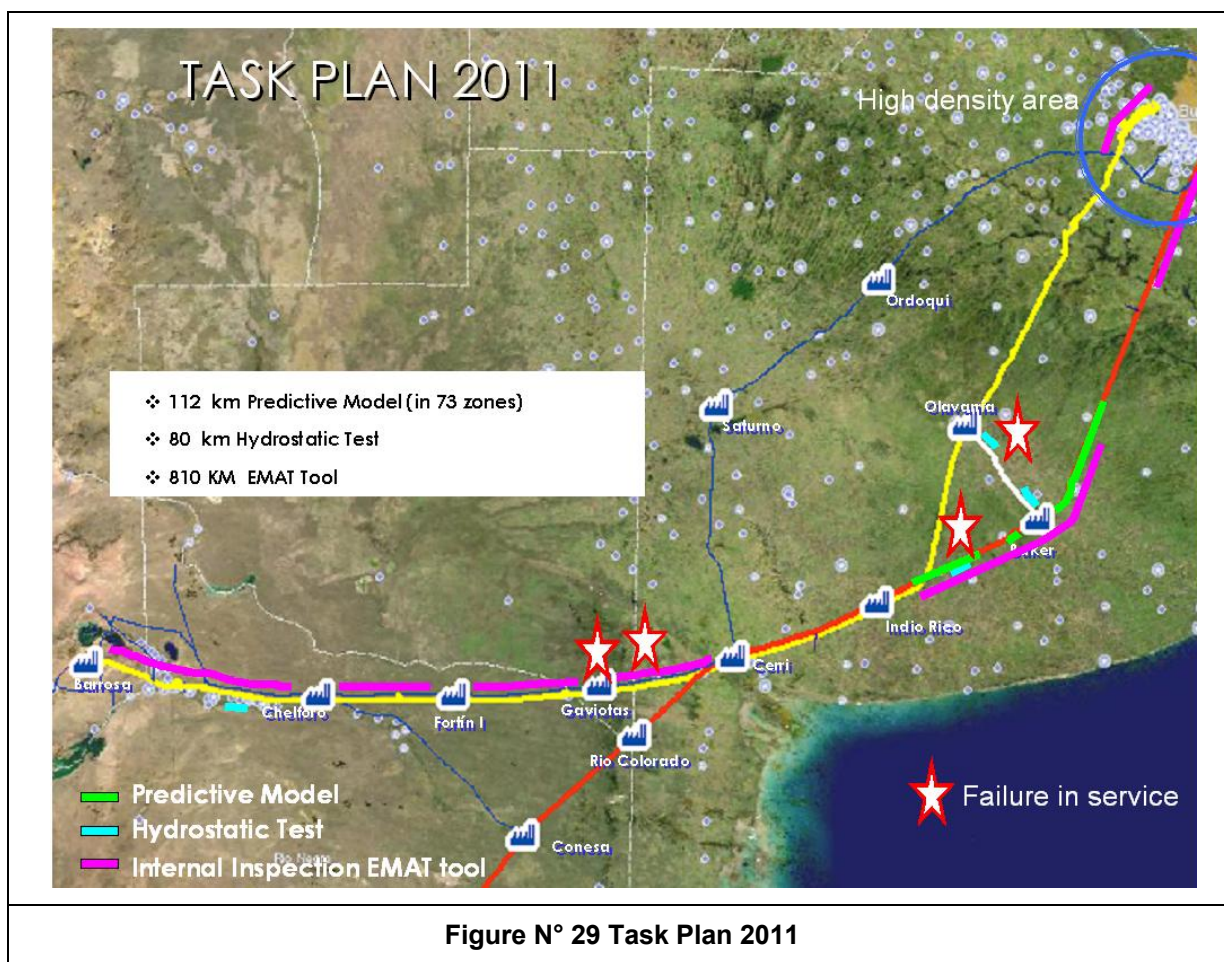 TASK PLAN 2011
High density area
Bu
Ordoqui
❖ 112 km Predictive Model (in 73 zones)
❖ 80 km Hydrostatic Test
❖ 810 KM EMAT Tool
Saturno
Olavarria
Barker
Indio Rico
Cerri
Barrosa
Chelforo
Fortín I
Gaviotas
Rio Colorado
Conesa
Predictive Model
Hydrostatic Test
Internal Inspection EMAT tool
Failure in service
Figure N° 29 Task Plan 2011